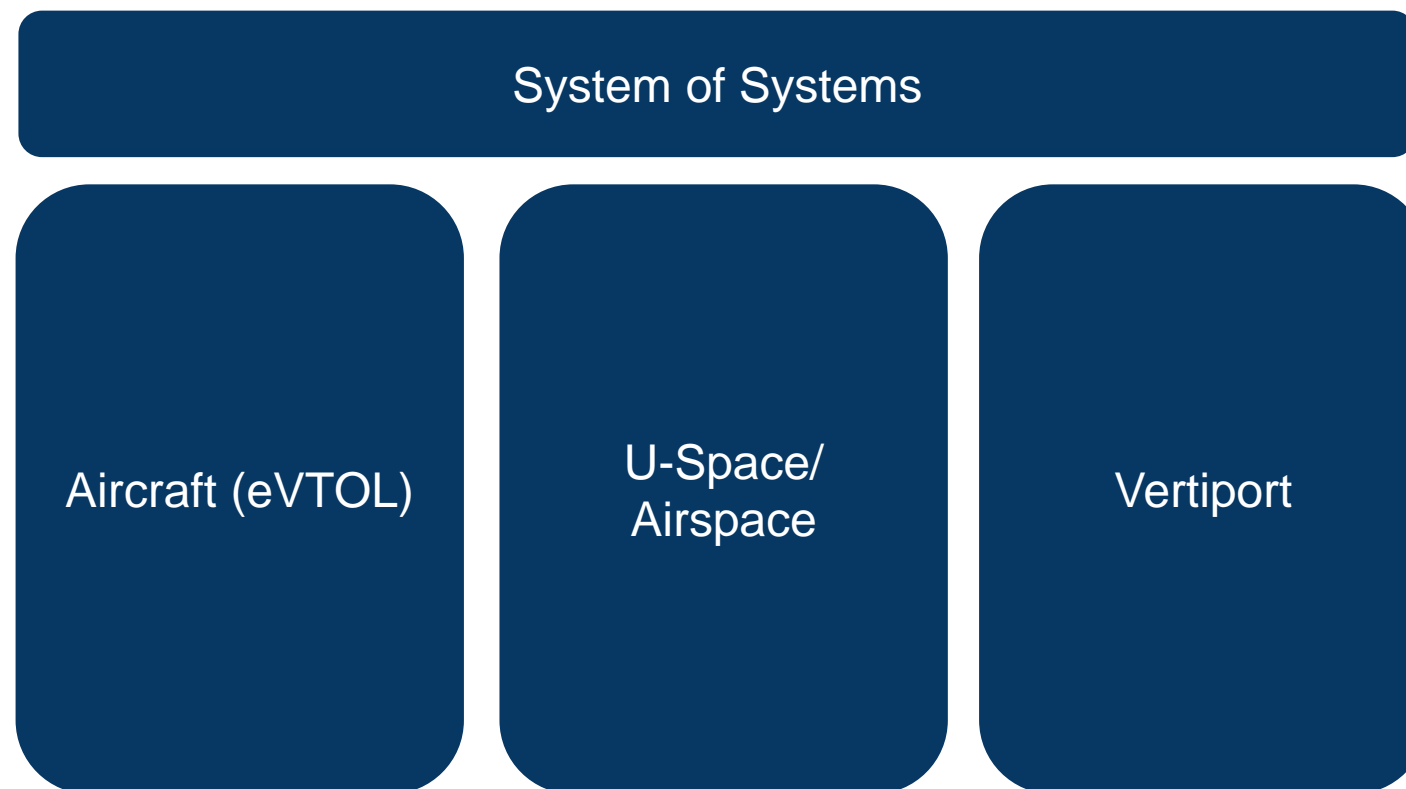 System of Systems
Aircraft (eVTOL)
U-Space/
Airspace
Vertiport